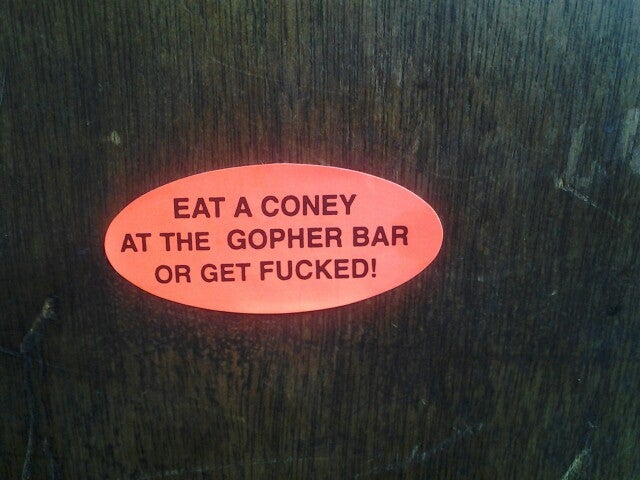 EAT A CONEY
AT THE GOPHER BAR
OR GET FUCKED!